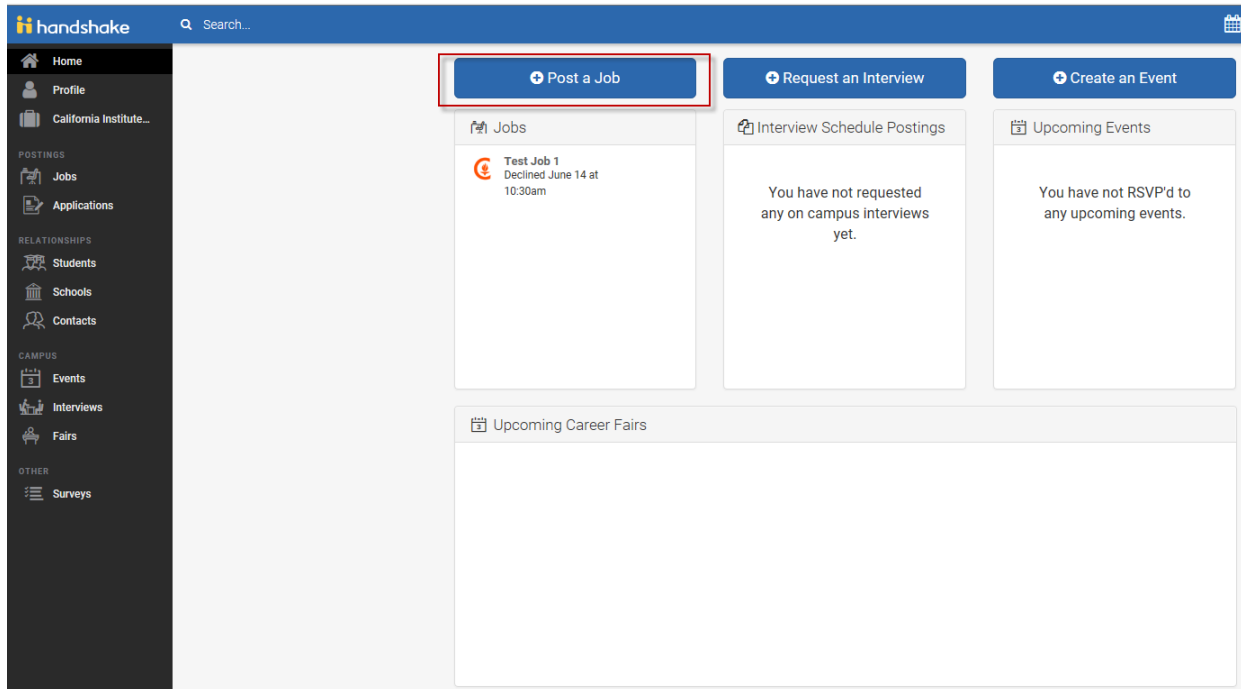 handshake
Search...
Home
Profile
California Institute...
POSTINGS
Jobs
Applications
RELATIONSHIPS
Students
Schools
Contacts
CAMPUS
3
Events
Interviews
Fairs
OTHER
Surveys
Post a Job
Request an Interview
Create an Event
Jobs
Test Job 1
Declined June 14 at
10:30am
Interview Schedule Postings
You have not requested
any on campus interviews
yet.
3
Upcoming Events
You have not RSVP'd to
any upcoming events.
3
Upcoming Career Fairs